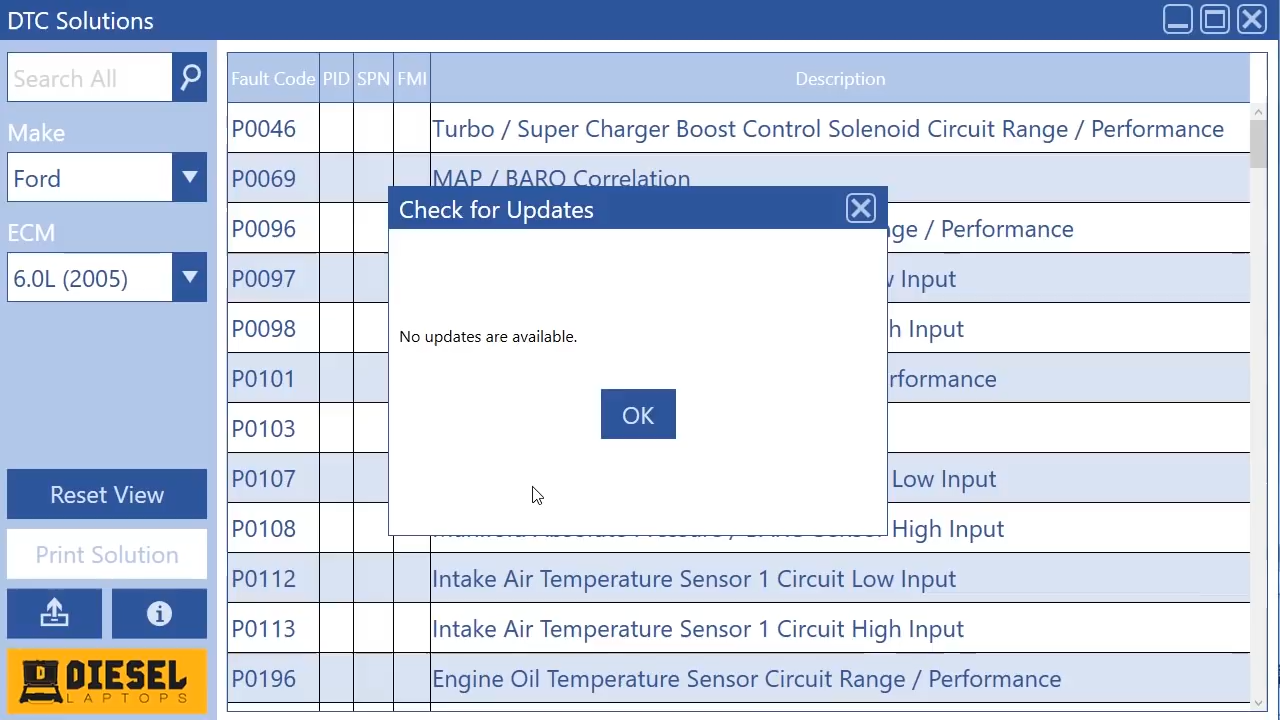 DTC Solutions
Search All
Make
Ford
ECM
6.0L (2005)
Reset View
Print Solution
DIESEL
LAPTOPS
Fault Code PID SPN FMI Description
P0046 Turbo / Super Charger Boost Control Solenoid Circuit Range / Performance
P0069 MAP / BARO Correlation
P0096 nge / Performance
P0097 Input
P0098 h Input
P0101 rformance
P0103
P0107 Low Input
P0108 High Input
P0112 Intake Air Temperature Sensor 1 Circuit Low Input
P0113 Intake Air Temperature Sensor 1 Circuit High Input
P0196 Engine Oil Temperature Sensor Circuit Range / Performance
Check for Updates
No updates are available.
OK